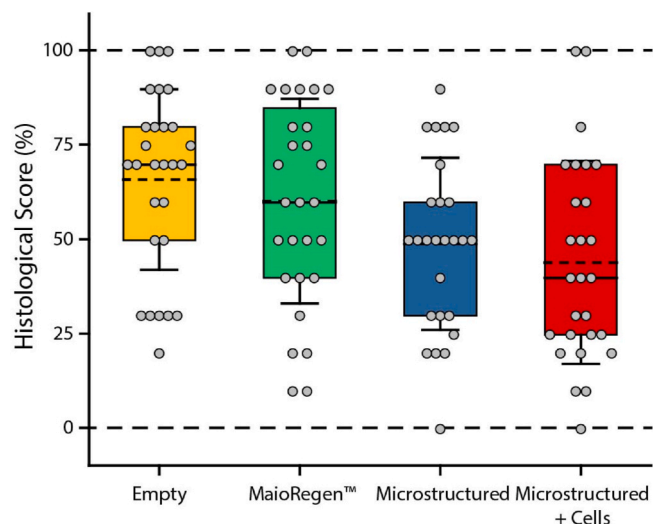 Histological Score (%)
100
75
50
25
0
Empty
MaioRegen™
Microstructured
Microstructured
+ Cells